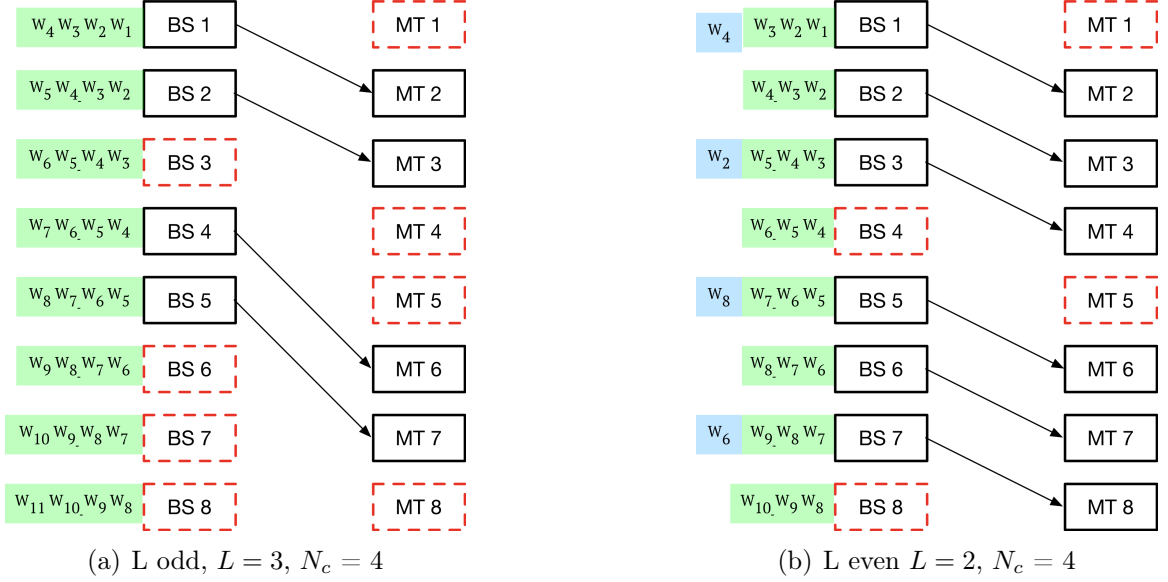 W4 W3 W2 W1 BS 1 MT 1
W5 W4 W3 W2 BS 2 MT 2
W6 W5 W4 W3 BS 3 MT 3
W7 W6 W5 W4 BS 4 MT 4
W8 W7 W6 W5 BS 5 MT 5
W9 W8 W7 W6 BS 6 MT 6
W10 W9 W8 W7 BS 7 MT 7
W11 W10 W9 W8 BS 8 MT 8
(a) L odd, L = 3, Nc = 4
W4 W3 W2 W1 BS 1 MT 1
W4 W3 W2 BS 2 MT 2
W2 W5 W4 W3 BS 3 MT 3
W6 W5 W4 BS 4 MT 4
W8 W7 W6 W5 BS 5 MT 5
W8 W7 W6 BS 6 MT 6
W6 W9 W8 W7 BS 7 MT 7
W10 W9 W8 BS 8 MT 8
(b) L even L = 2, Nc = 4